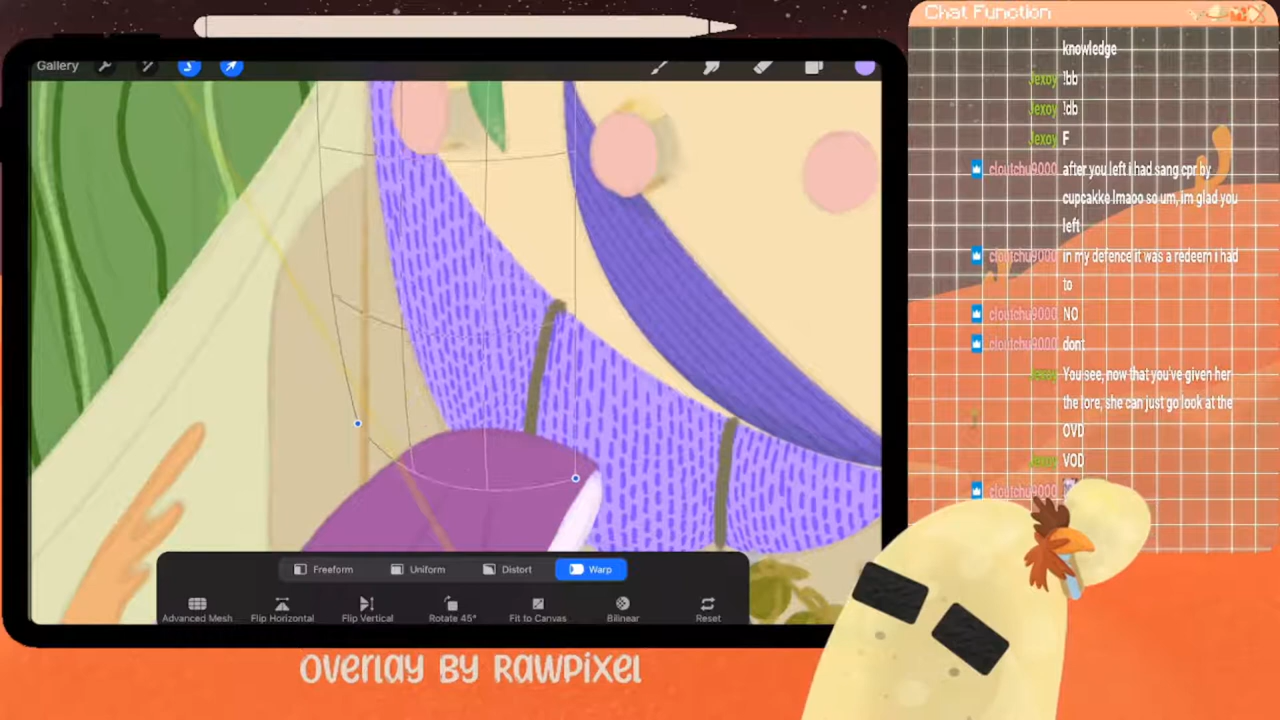 Gallery
Chat Function
knowledge
Jexoy !bb
Jexoy !db
Jexoy F
cloutchu9000 after you left i had sang cpr by
cupcakke lmaoo so um, im glad you
left
cloutchu9000 in my defence it was a redeem i had
to
cloutchu9000 NO
cloutchu9000 dont
Jexoy You see, now that you've given her
the lore, she can just go look at the
OVD
Jexoy VOD
cloutchu9000
Freeform Uniform Distort Warp
Advanced Mesh Flip Horizontal Flip Vertical Rotate 45° Fit to Canvas Bilinear Reset
OVERLAY BY RAWPIXEL